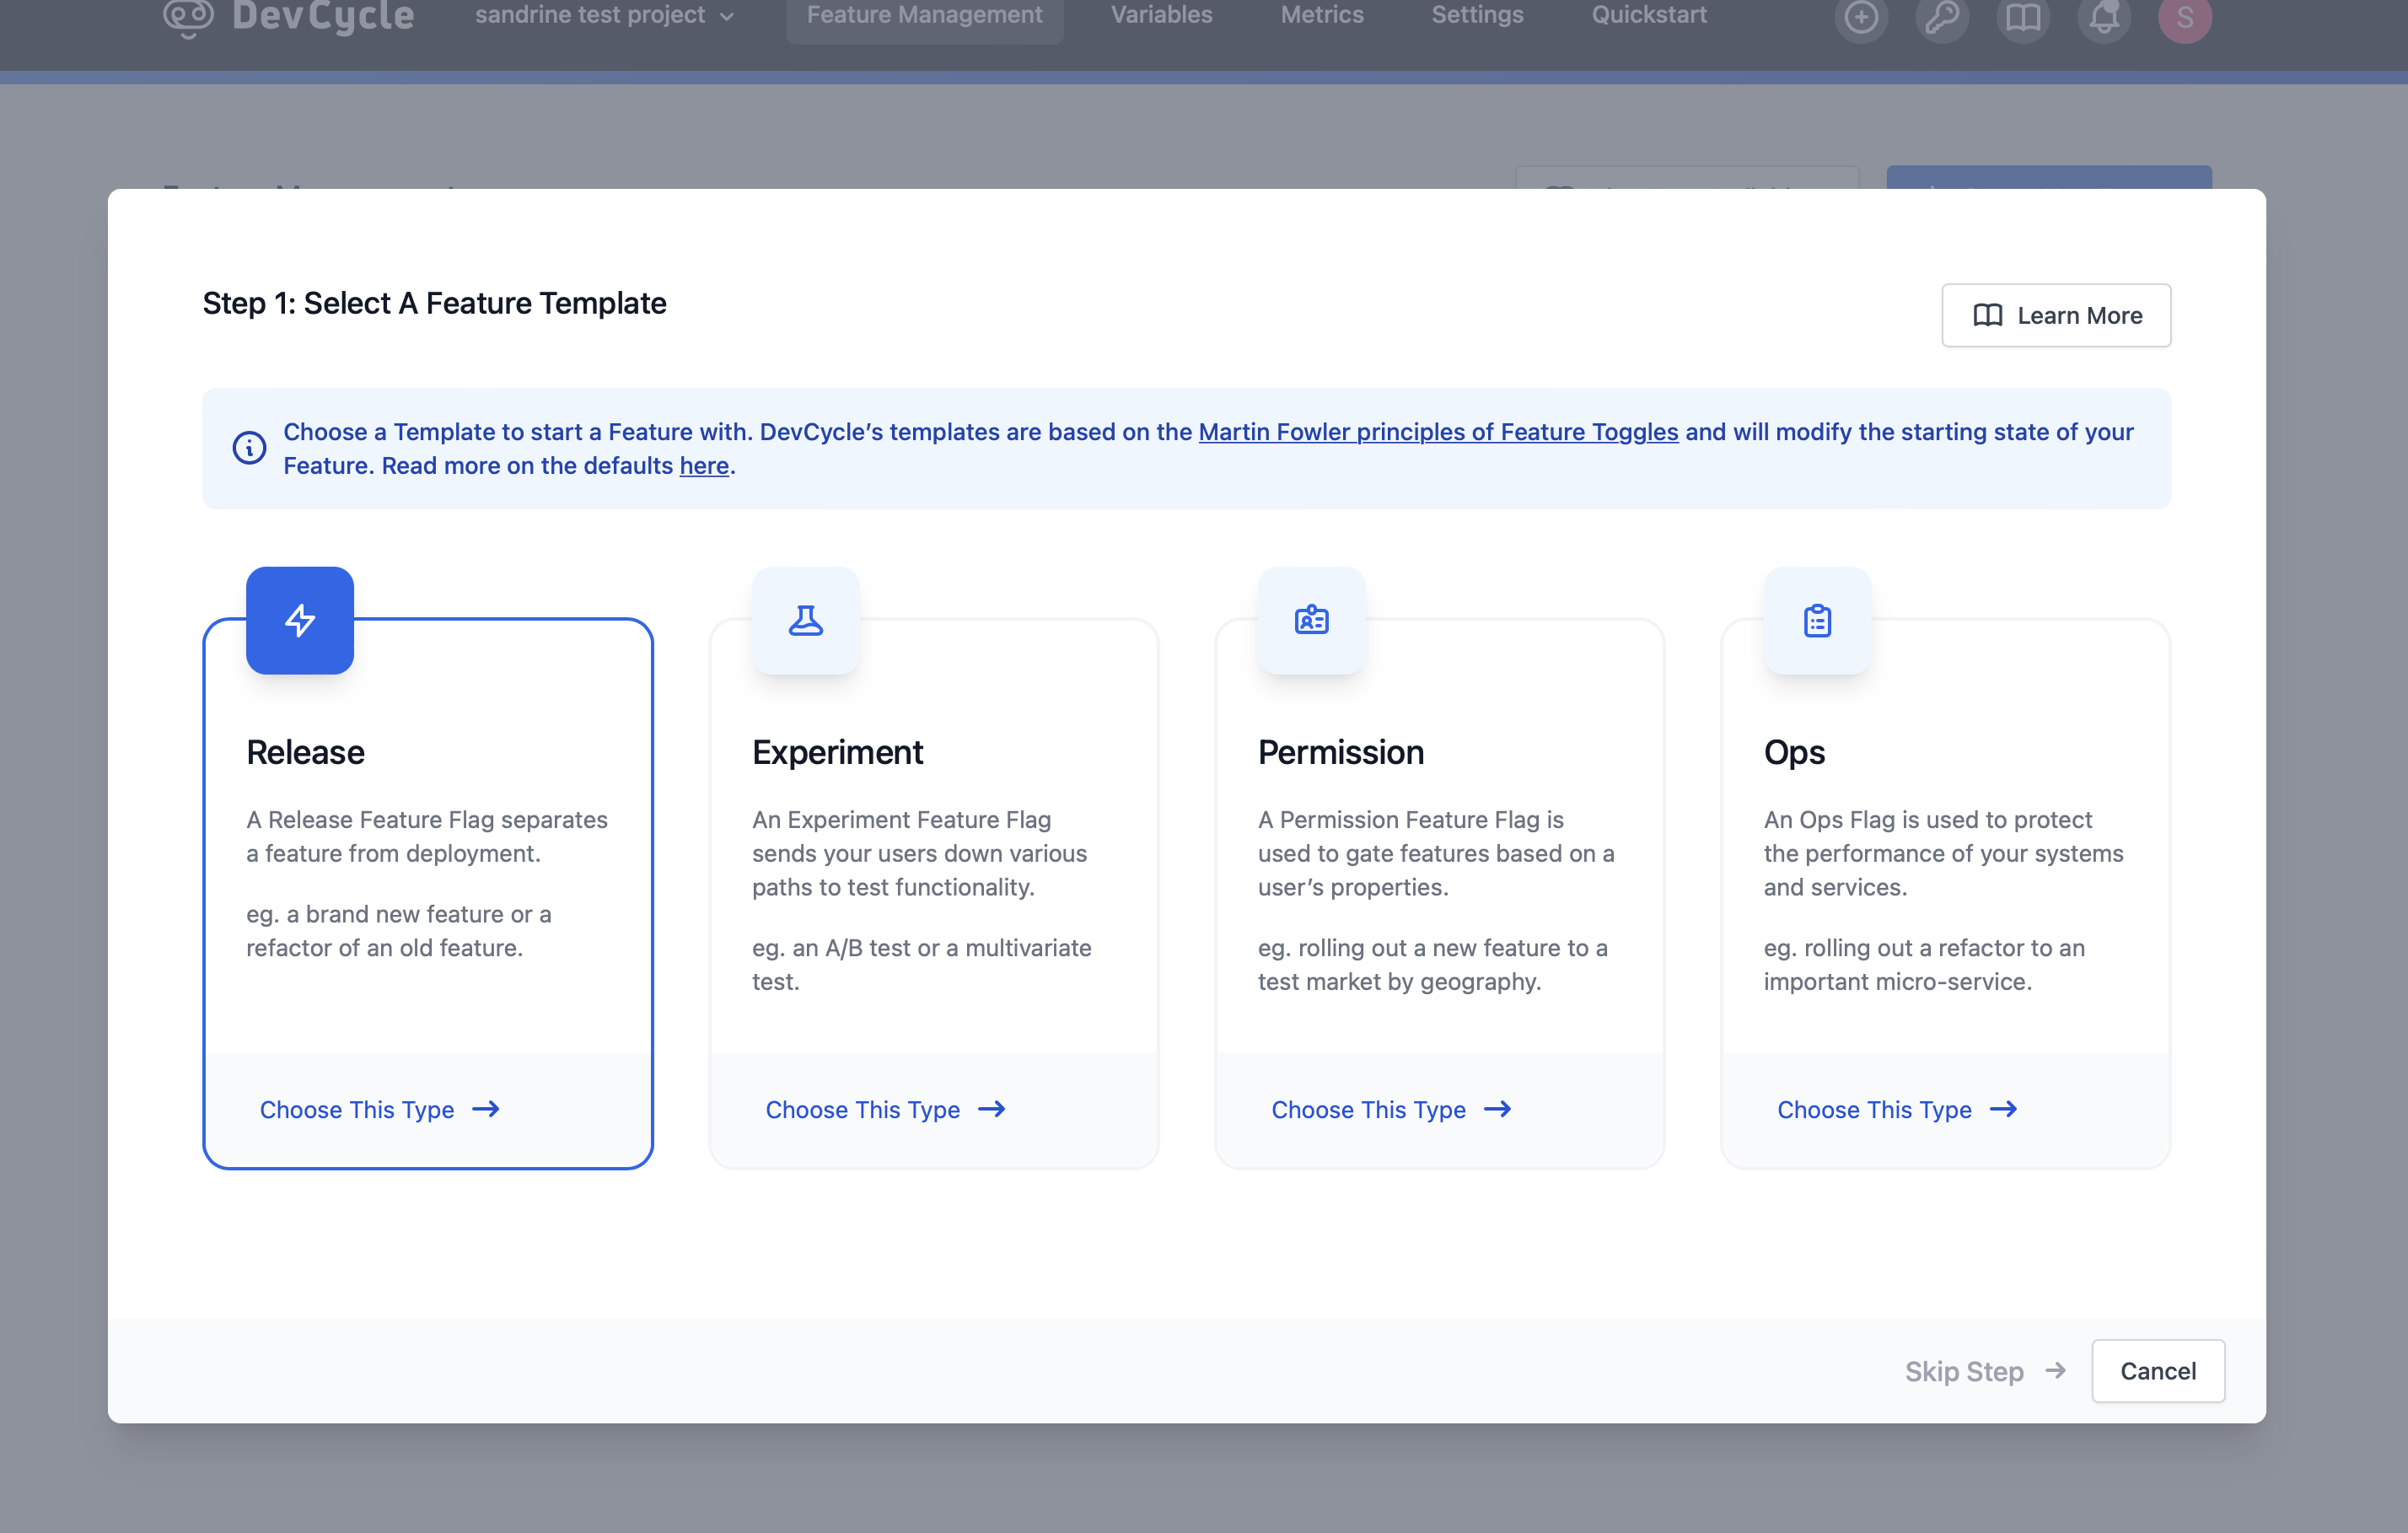 DevCycle
sandrine test project
Feature Management
Variables
Metrics
Settings
Quickstart
S
Step 1: Select A Feature Template
Learn More
Choose a Template to start a Feature with. DevCycle’s templates are based on the Martin Fowler principles of Feature Toggles and will modify the starting state of your
Feature. Read more on the defaults here.
Release
A Release Feature Flag separates
a feature from deployment.
eg. a brand new feature or a
refactor of an old feature.
Choose This Type
Experiment
An Experiment Feature Flag
sends your users down various
paths to test functionality.
eg. an A/B test or a multivariate
test.
Choose This Type
Permission
A Permission Feature Flag is
used to gate features based on a
user’s properties.
eg. rolling out a new feature to a
test market by geography.
Choose This Type
Ops
An Ops Flag is used to protect
the performance of your systems
and services.
eg. rolling out a refactor to an
important micro-service.
Choose This Type
Skip Step
Cancel